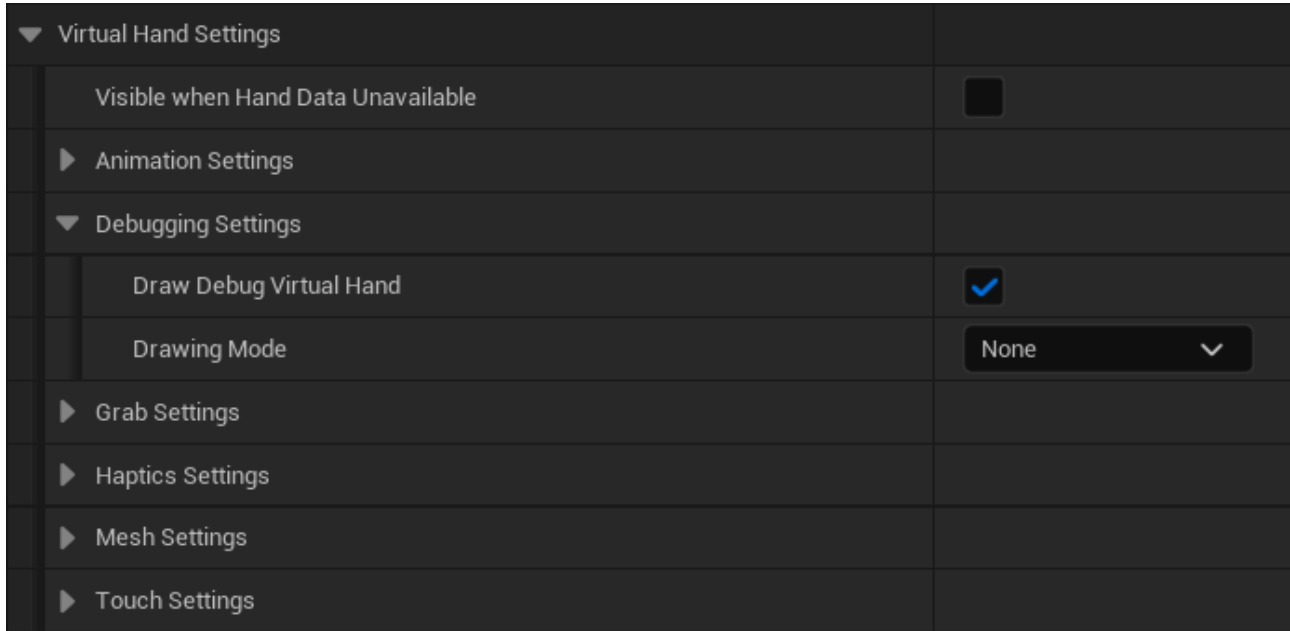 Virtual Hand Settings
Visible when Hand Data Unavailable
Animation Settings
Debugging Settings
Draw Debug Virtual Hand
Drawing Mode None
Grab Settings
Haptics Settings
Mesh Settings
Touch Settings